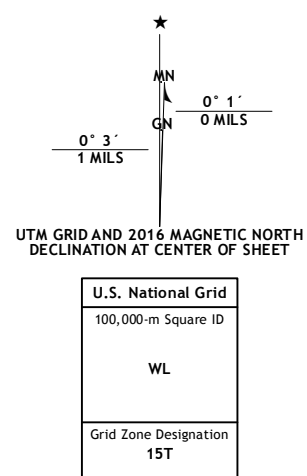 ★
MN
0° 1´
0 MILS
GN
0° 3´
1 MILS
UTM GRID AND 2016 MAGNETIC NORTH
DECLINATION AT CENTER OF SHEET
U.S. National Grid
100,000-m Square ID
WL
Grid Zone Designation
15T